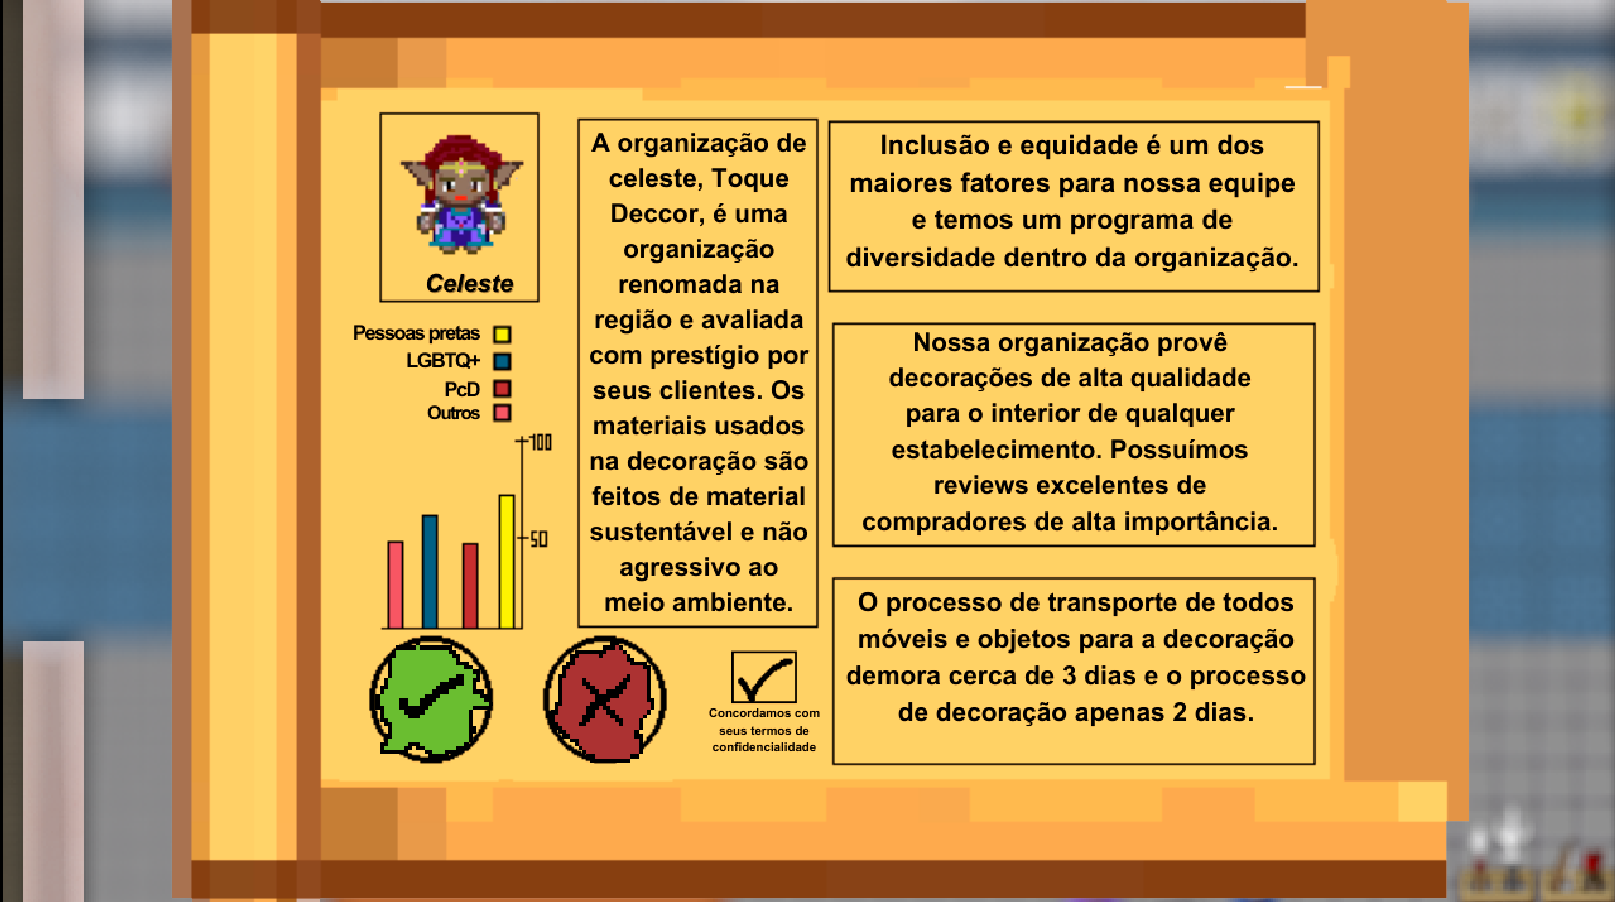 Celeste
Pessoas pretas
LGBTQ+
PcD
Outros
100
50
A organização de
celeste, Toque
Deccor, é uma
organização
renomada na
região e avaliada
com prestígio por
seus clientes. Os
materiais usados
na decoração são
feitos de material
sustentável e não
agressivo ao
meio ambiente.
Concordamos com
seus termos de
confidencialidade
Inclusão e equidade é um dos
maiores fatores para nossa equipe
e temos um programa de
diversidade dentro da organização.
Nossa organização provê
decorações de alta qualidade
para o interior de qualquer
estabelecimento. Possuímos
reviews excelentes de
compradores de alta importância.
O processo de transporte de todos
móveis e objetos para a decoração
demora cerca de 3 dias e o processo
de decoração apenas 2 dias.